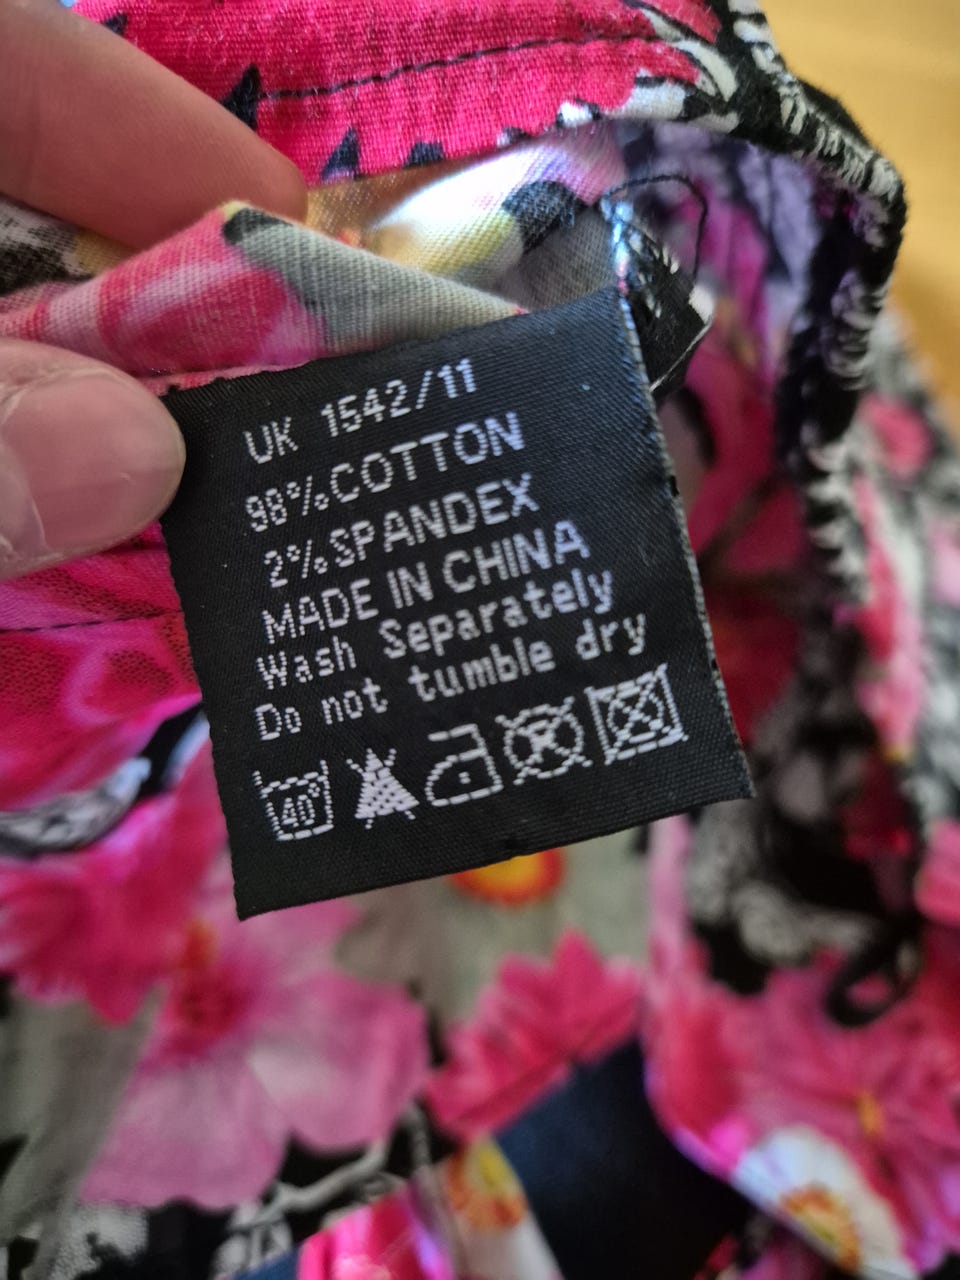 UK 1542/11
98%COTTON
2%SPANDEX
MADE IN CHINA
Wash Separately
Do not tumble dry
40°